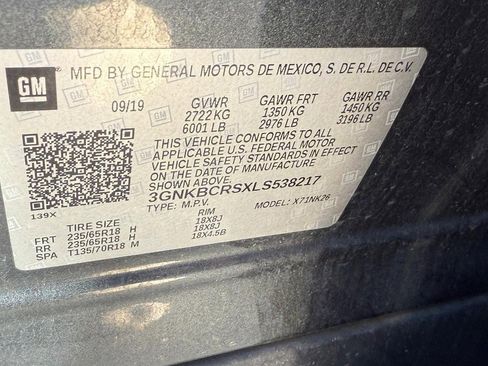 GM
MFD BY GENERAL MOTORS DE MEXICO, S. DE R.L. DE C.V.
09/19 GVWR GAWR FRT GAWR RR
2722 KG 1350 KG 1450 KG
6001 LB 2976 LB 3196 LB
THIS VEHICLE CONFORMS TO ALL
APPLICABLE U.S. FEDERAL MOTOR
VEHICLE SAFETY STANDARDS IN EFFECT
ON THE DATE OF MANUFACTURE SHOWN ABOVE
3GNKBCRSXLS538217
TYPE: M.P.V. MODEL: X71NK26
139X
TIRE SIZE RIM
FRT 235/65R18 H 18X8J
RR 235/65R18 H 18X8J
SPA T135/70R18 M 18X4.5B